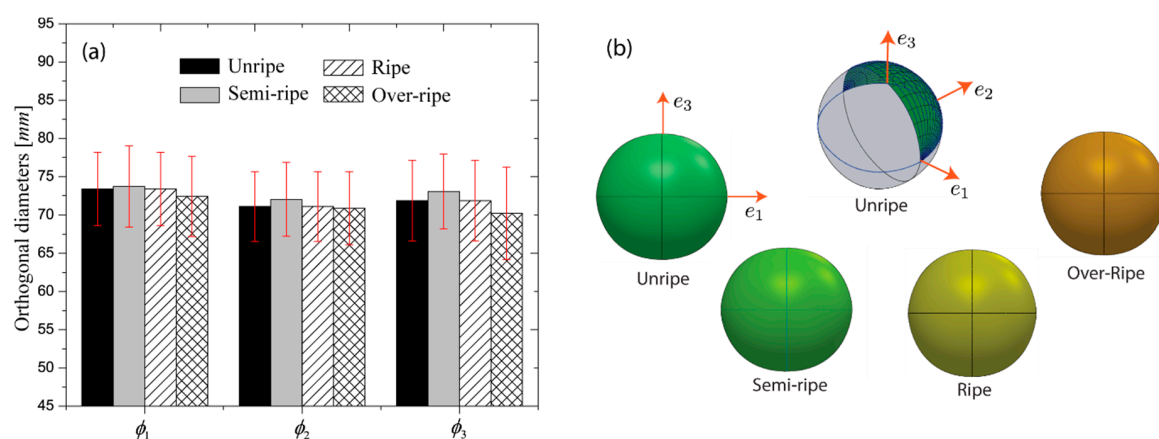 (a)
Orthogonal diameters [mm]
95
90
85
80
75
70
65
60
55
50
45
Unripe
Semi-ripe
Ripe
Over-ripe
ϕ1
ϕ2
ϕ3
(b)
e3
e2
e1
Unripe
e3
e1
Unripe
Semi-ripe
Ripe
Over-Ripe